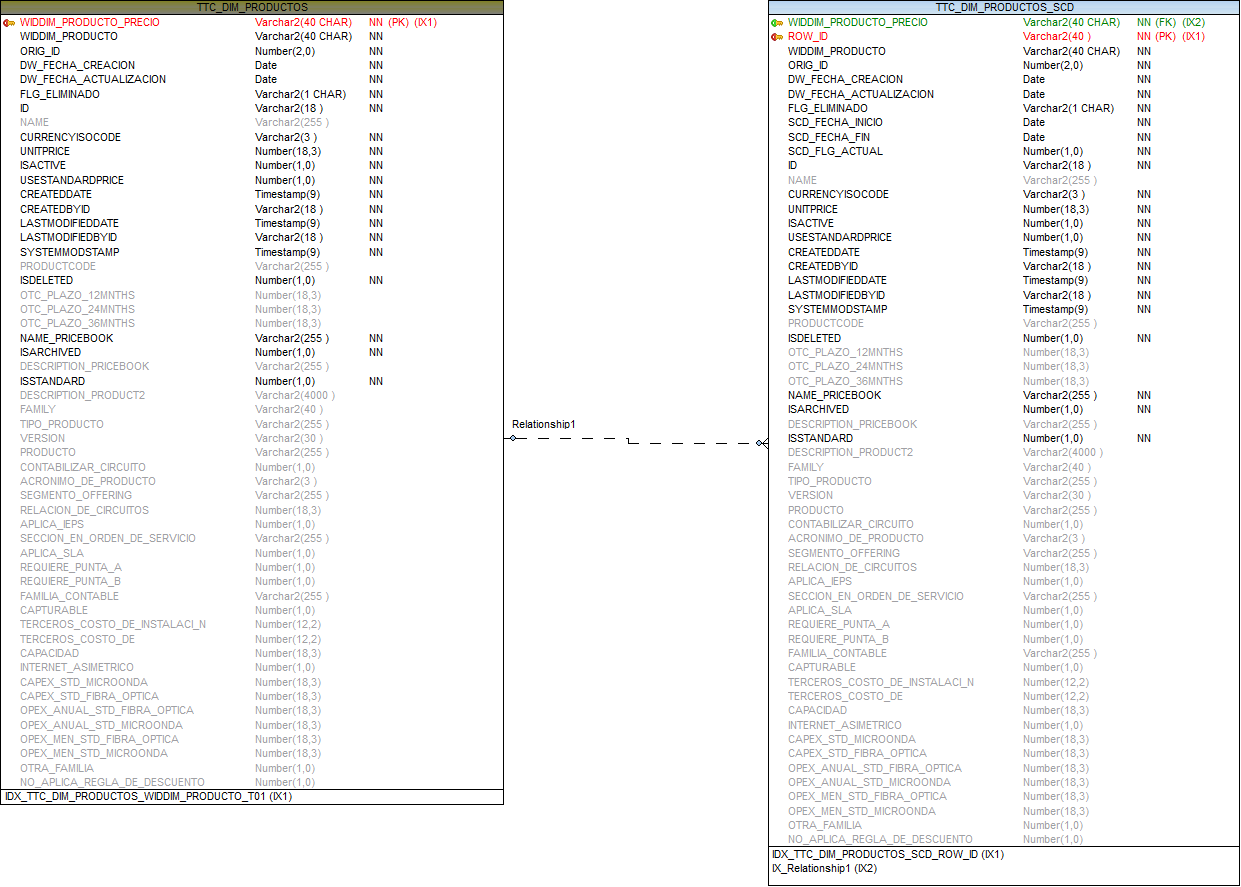 TTC_DIM_PRODUCTOS
WIDDIM_PRODUCTO_PRECIO Varchar2(40 CHAR) NN (PK) (IX1)
WIDDIM_PRODUCTO Varchar2(40 CHAR) NN
ORIG_ID Number(2,0) NN
DW_FECHA_CREACION Date NN
DW_FECHA_ACTUALIZACION Date NN
FLG_ELIMINADO Varchar2(1 CHAR) NN
ID Varchar2(18 ) NN
NAME Varchar2(255 )
CURRENCYISOCODE Varchar2(3 ) NN
UNITPRICE Number(18,3) NN
ISACTIVE Number(1,0) NN
USESTANDARDPRICE Number(1,0) NN
CREATEDDATE Timestamp(9) NN
CREATEDBYID Varchar2(18 ) NN
LASTMODIFIEDDATE Timestamp(9) NN
LASTMODIFIEDBYID Varchar2(18 ) NN
SYSTEMMODSTAMP Timestamp(9) NN
PRODUCTCODE Varchar2(255 )
ISDELETED Number(1,0) NN
OTC_PLAZO_12MNTHS Number(18,3)
OTC_PLAZO_24MNTHS Number(18,3)
OTC_PLAZO_36MNTHS Number(18,3)
NAME_PRICEBOOK Varchar2(255 ) NN
ISARCHIVED Number(1,0) NN
DESCRIPTION_PRICEBOOK Varchar2(255 )
ISSTANDARD Number(1,0) NN
DESCRIPTION_PRODUCT2 Varchar2(4000 )
FAMILY Varchar2(40 )
TIPO_PRODUCTO Varchar2(255 )
VERSION Varchar2(30 )
PRODUCTO Varchar2(255 )
CONTABILIZAR_CIRCUITO Number(1,0)
ACRONIMO_DE_PRODUCTO Varchar2(3 )
SEGMENTO_OFFERING Varchar2(255 )
RELACION_DE_CIRCUITOS Number(18,3)
APLICA_IEPS Number(1,0)
SECCION_EN_ORDEN_DE_SERVICIO Varchar2(255 )
APLICA_SLA Number(1,0)
REQUIERE_PUNTA_A Number(1,0)
REQUIERE_PUNTA_B Number(1,0)
FAMILIA_CONTABLE Varchar2(255 )
CAPTURABLE Number(1,0)
TERCEROS_COSTO_DE_INSTALACI_N Number(12,2)
TERCEROS_COSTO_DE Number(12,2)
CAPACIDAD Number(18,3)
INTERNET_ASIMETRICO Number(1,0)
CAPEX_STD_MICROONDA Number(18,3)
CAPEX_STD_FIBRA_OPTICA Number(18,3)
OPEX_ANUAL_STD_FIBRA_OPTICA Number(18,3)
OPEX_ANUAL_STD_MICROONDA Number(18,3)
OPEX_MEN_STD_FIBRA_OPTICA Number(18,3)
OPEX_MEN_STD_MICROONDA Number(18,3)
OTRA_FAMILIA Number(1,0)
NO_APLICA_REGLA_DE_DESCUENTO Number(1,0)
IDX_TTC_DIM_PRODUCTOS_WIDDIM_PRODUCTO_T01 (IX1)
Relationship1
TTC_DIM_PRODUCTOS_SCD
WIDDIM_PRODUCTO_PRECIO Varchar2(40 CHAR) NN (FK) (IX2)
ROW_ID Varchar2(40 ) NN (PK) (IX1)
WIDDIM_PRODUCTO Varchar2(40 CHAR) NN
ORIG_ID Number(2,0) NN
DW_FECHA_CREACION Date NN
DW_FECHA_ACTUALIZACION Date NN
FLG_ELIMINADO Varchar2(1 CHAR) NN
SCD_FECHA_INICIO Date NN
SCD_FECHA_FIN Date NN
SCD_FLG_ACTUAL Number(1,0) NN
ID Varchar2(18 ) NN
NAME Varchar2(255 )
CURRENCYISOCODE Varchar2(3 ) NN
UNITPRICE Number(18,3) NN
ISACTIVE Number(1,0) NN
USESTANDARDPRICE Number(1,0) NN
CREATEDDATE Timestamp(9) NN
CREATEDBYID Varchar2(18 ) NN
LASTMODIFIEDDATE Timestamp(9) NN
LASTMODIFIEDBYID Varchar2(18 ) NN
SYSTEMMODSTAMP Timestamp(9) NN
PRODUCTCODE Varchar2(255 )
ISDELETED Number(1,0) NN
OTC_PLAZO_12MNTHS Number(18,3)
OTC_PLAZO_24MNTHS Number(18,3)
OTC_PLAZO_36MNTHS Number(18,3)
NAME_PRICEBOOK Varchar2(255 ) NN
ISARCHIVED Number(1,0) NN
DESCRIPTION_PRICEBOOK Varchar2(255 )
ISSTANDARD Number(1,0) NN
DESCRIPTION_PRODUCT2 Varchar2(4000 )
FAMILY Varchar2(40 )
TIPO_PRODUCTO Varchar2(255 )
VERSION Varchar2(30 )
PRODUCTO Varchar2(255 )
CONTABILIZAR_CIRCUITO Number(1,0)
ACRONIMO_DE_PRODUCTO Varchar2(3 )
SEGMENTO_OFFERING Varchar2(255 )
RELACION_DE_CIRCUITOS Number(18,3)
APLICA_IEPS Number(1,0)
SECCION_EN_ORDEN_DE_SERVICIO Varchar2(255 )
APLICA_SLA Number(1,0)
REQUIERE_PUNTA_A Number(1,0)
REQUIERE_PUNTA_B Number(1,0)
FAMILIA_CONTABLE Varchar2(255 )
CAPTURABLE Number(1,0)
TERCEROS_COSTO_DE_INSTALACI_N Number(12,2)
TERCEROS_COSTO_DE Number(12,2)
CAPACIDAD Number(18,3)
INTERNET_ASIMETRICO Number(1,0)
CAPEX_STD_MICROONDA Number(18,3)
CAPEX_STD_FIBRA_OPTICA Number(18,3)
OPEX_ANUAL_STD_FIBRA_OPTICA Number(18,3)
OPEX_ANUAL_STD_MICROONDA Number(18,3)
OPEX_MEN_STD_FIBRA_OPTICA Number(18,3)
OPEX_MEN_STD_MICROONDA Number(18,3)
OTRA_FAMILIA Number(1,0)
NO_APLICA_REGLA_DE_DESCUENTO Number(1,0)
IDX_TTC_DIM_PRODUCTOS_SCD_ROW_ID (IX1)
IX_Relationship1 (IX2)